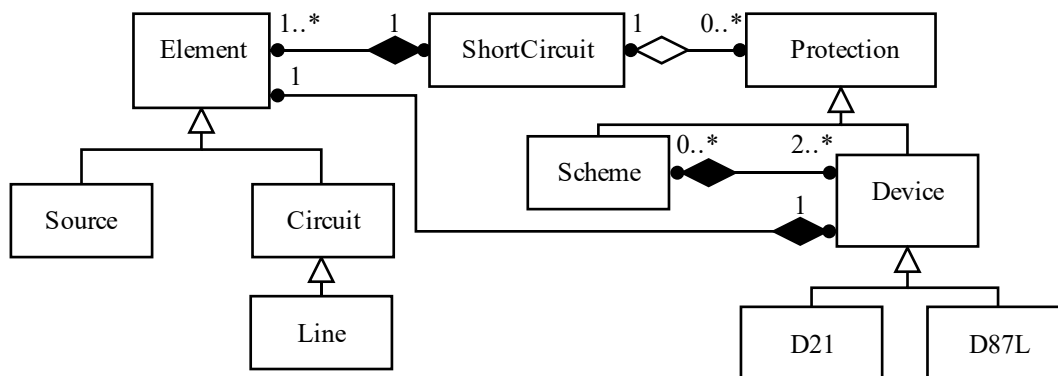 1..* 1 1 0..*
Element ShortCircuit Protection
1
0..* 2..*
Scheme Device
1
Source Circuit
Line D21 D87L